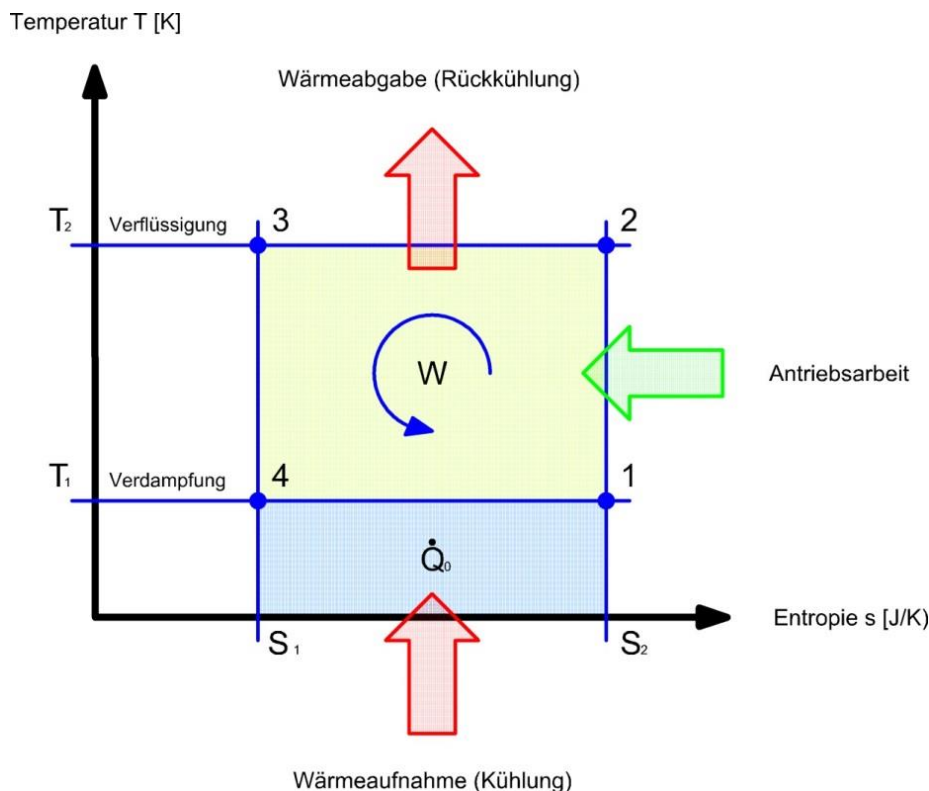 Temperatur T [K]
Wärmeabgabe (Rückkühlung)
T₂ Verflüssigung 3 2
W
Antriebsarbeit
T₁ Verdampfung 4 1
Q̇₀
Entropie s [J/K)
S₁ S₂
Wärmeaufnahme (Kühlung)